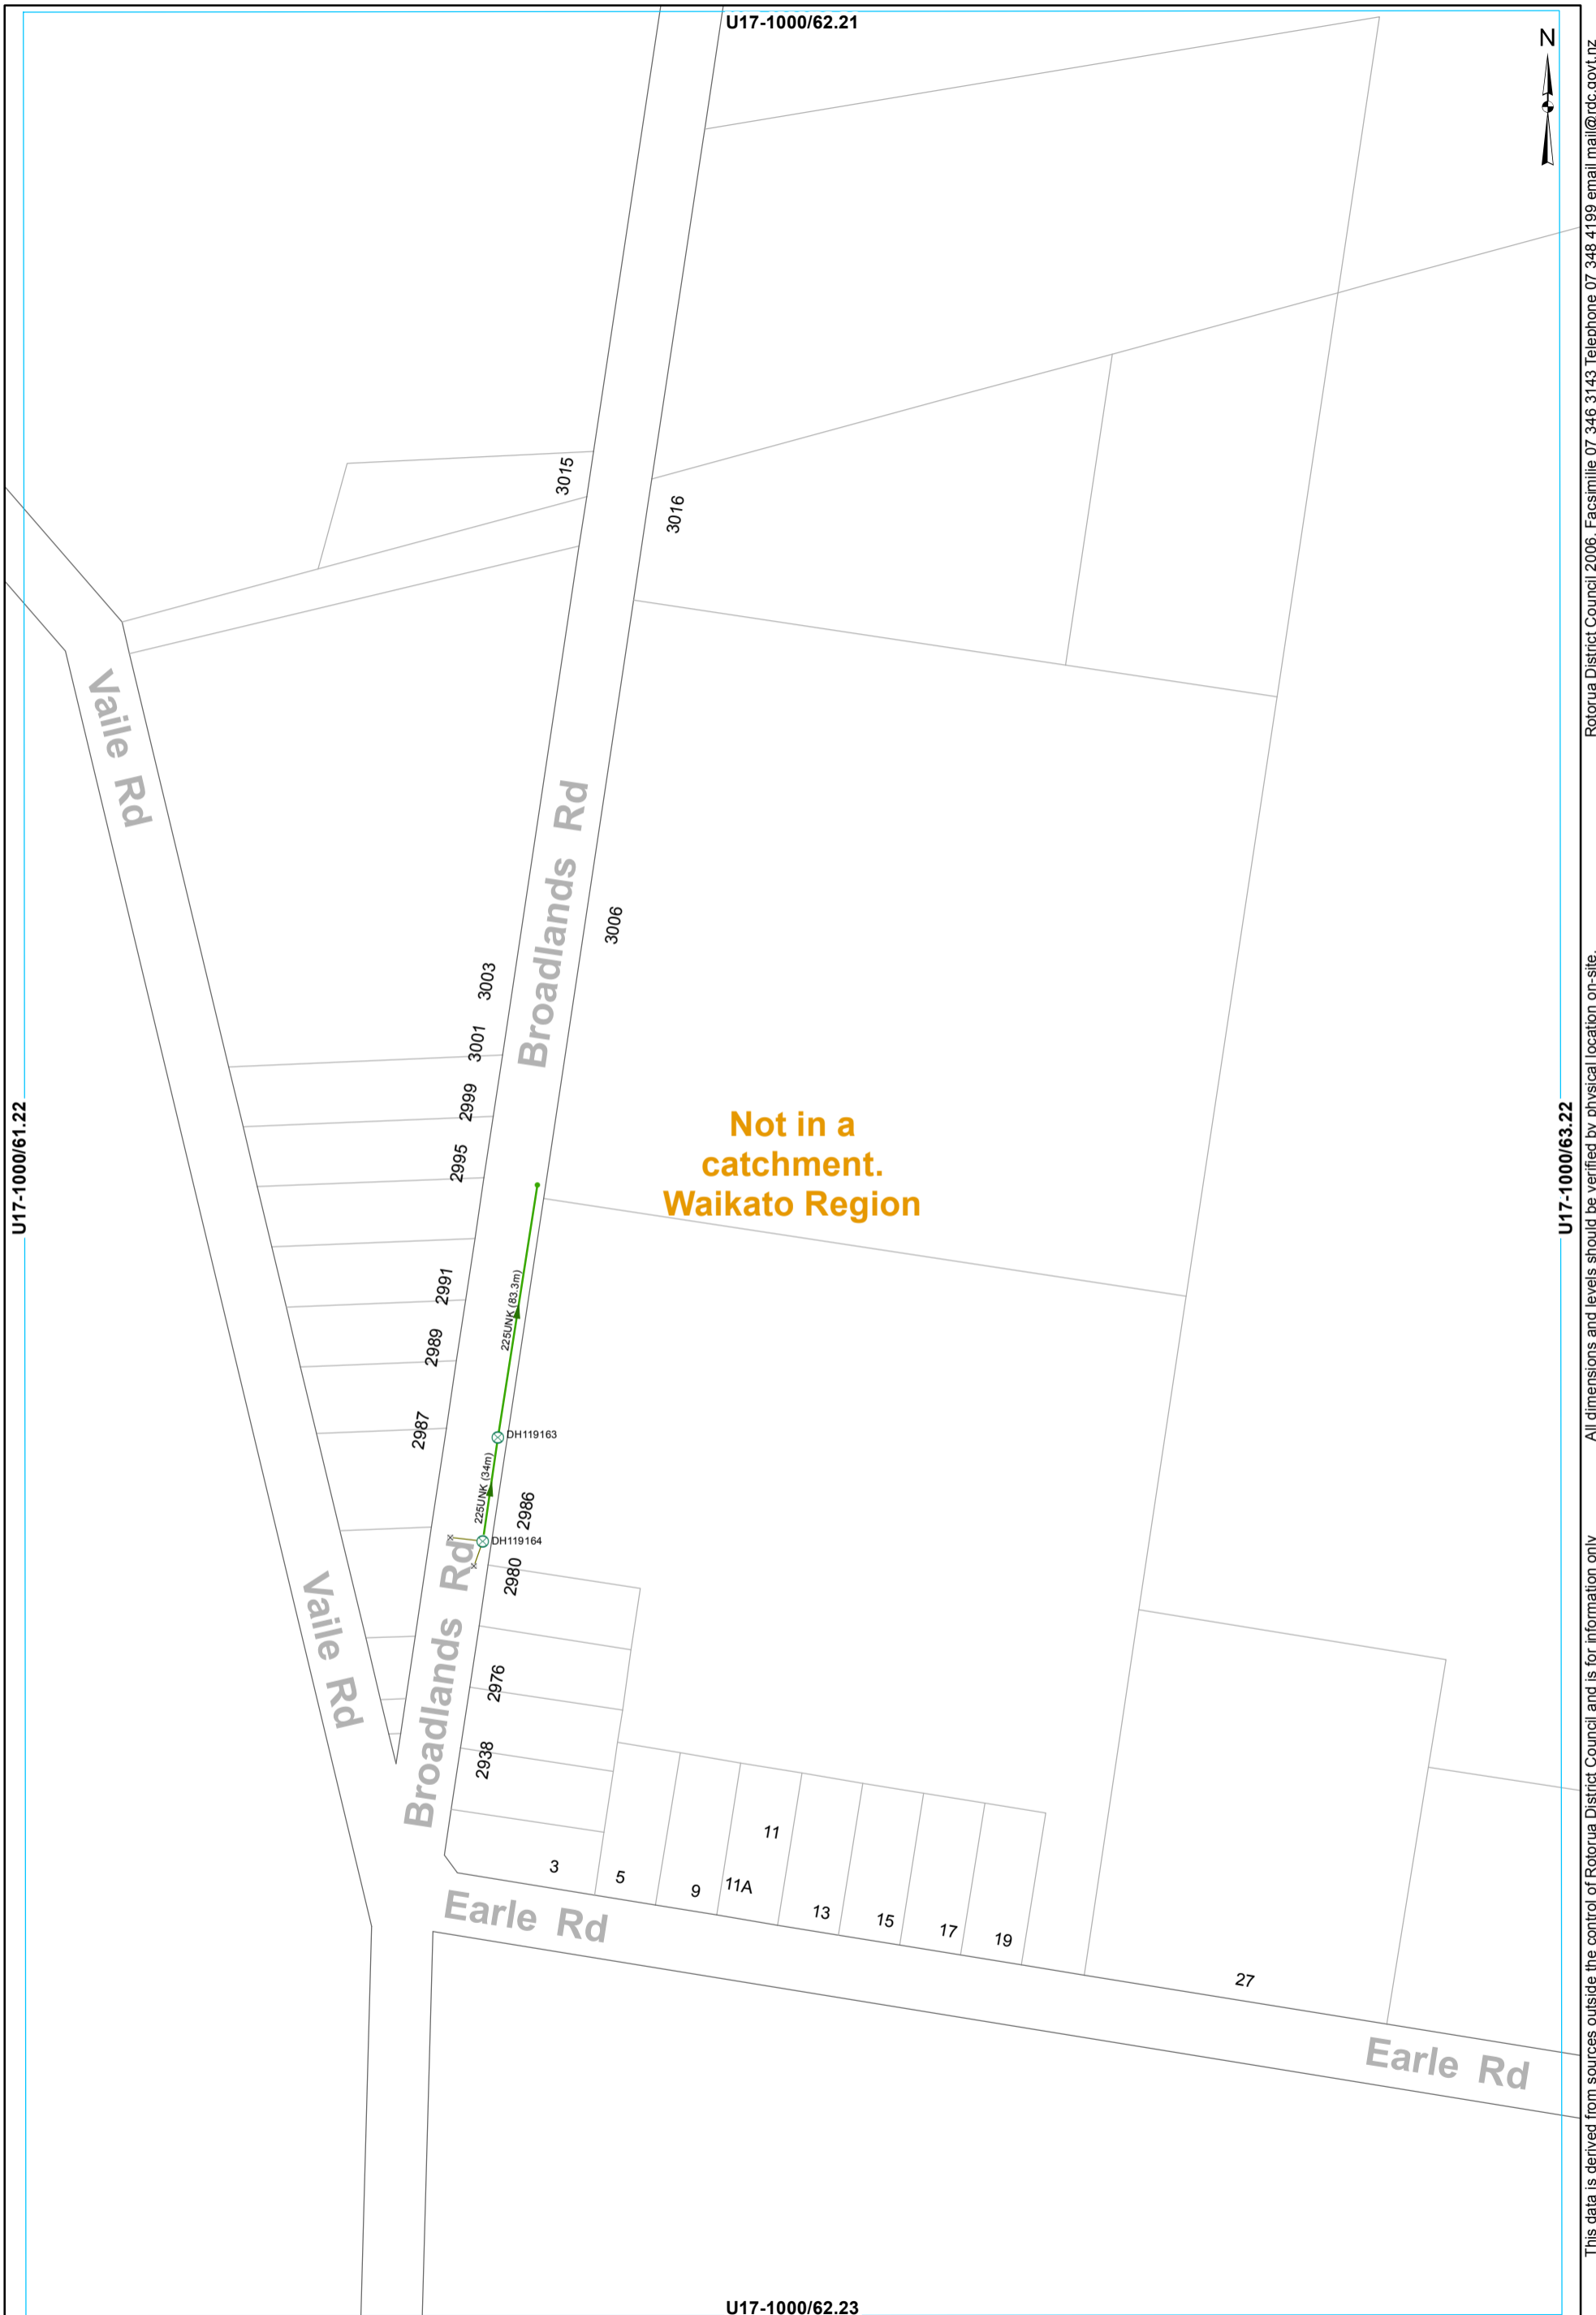 U17-1000/62.21
N
3015
3016
Vaile Rd
Broadlands Rd
3006
3003
3001
2999
2995
Not in a
catchment.
Waikato Region
U17-1000/61.22
U17-1000/63.22
2991
225UNK (83.3m)
2989
2987
DH119163
225UNK (34m)
2986
DH119164
2980
Vaile Rd
Broadlands Rd
2976
2938
11
3
5
9
11A
13
15
17
19
Earle Rd
27
Earle Rd
U17-1000/62.23
This data is derived from sources outside the control of Rotorua District Council and is for information only
All dimensions and levels should be verified by physical location on-site.
Rotorua District Council 2006. Facsimilie 07 346 3143 Telephone 07 348 4199 email mail@rdc.govt.nz